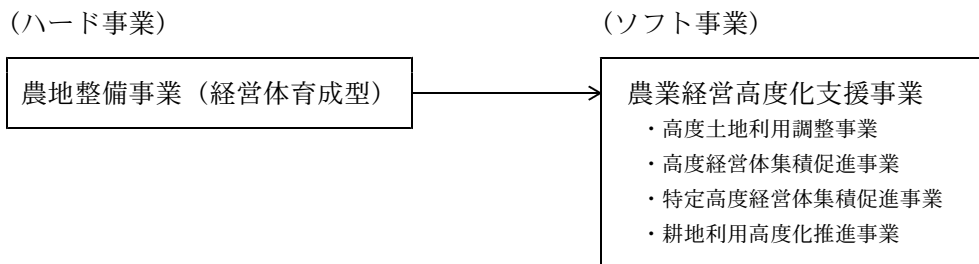 （ハード事業）
（ソフト事業）
農地整備事業（経営体育成型）
農業経営高度化支援事業
・高度土地利用調整事業
・高度経営体集積促進事業
・特定高度経営体集積促進事業
・耕地利用高度化推進事業